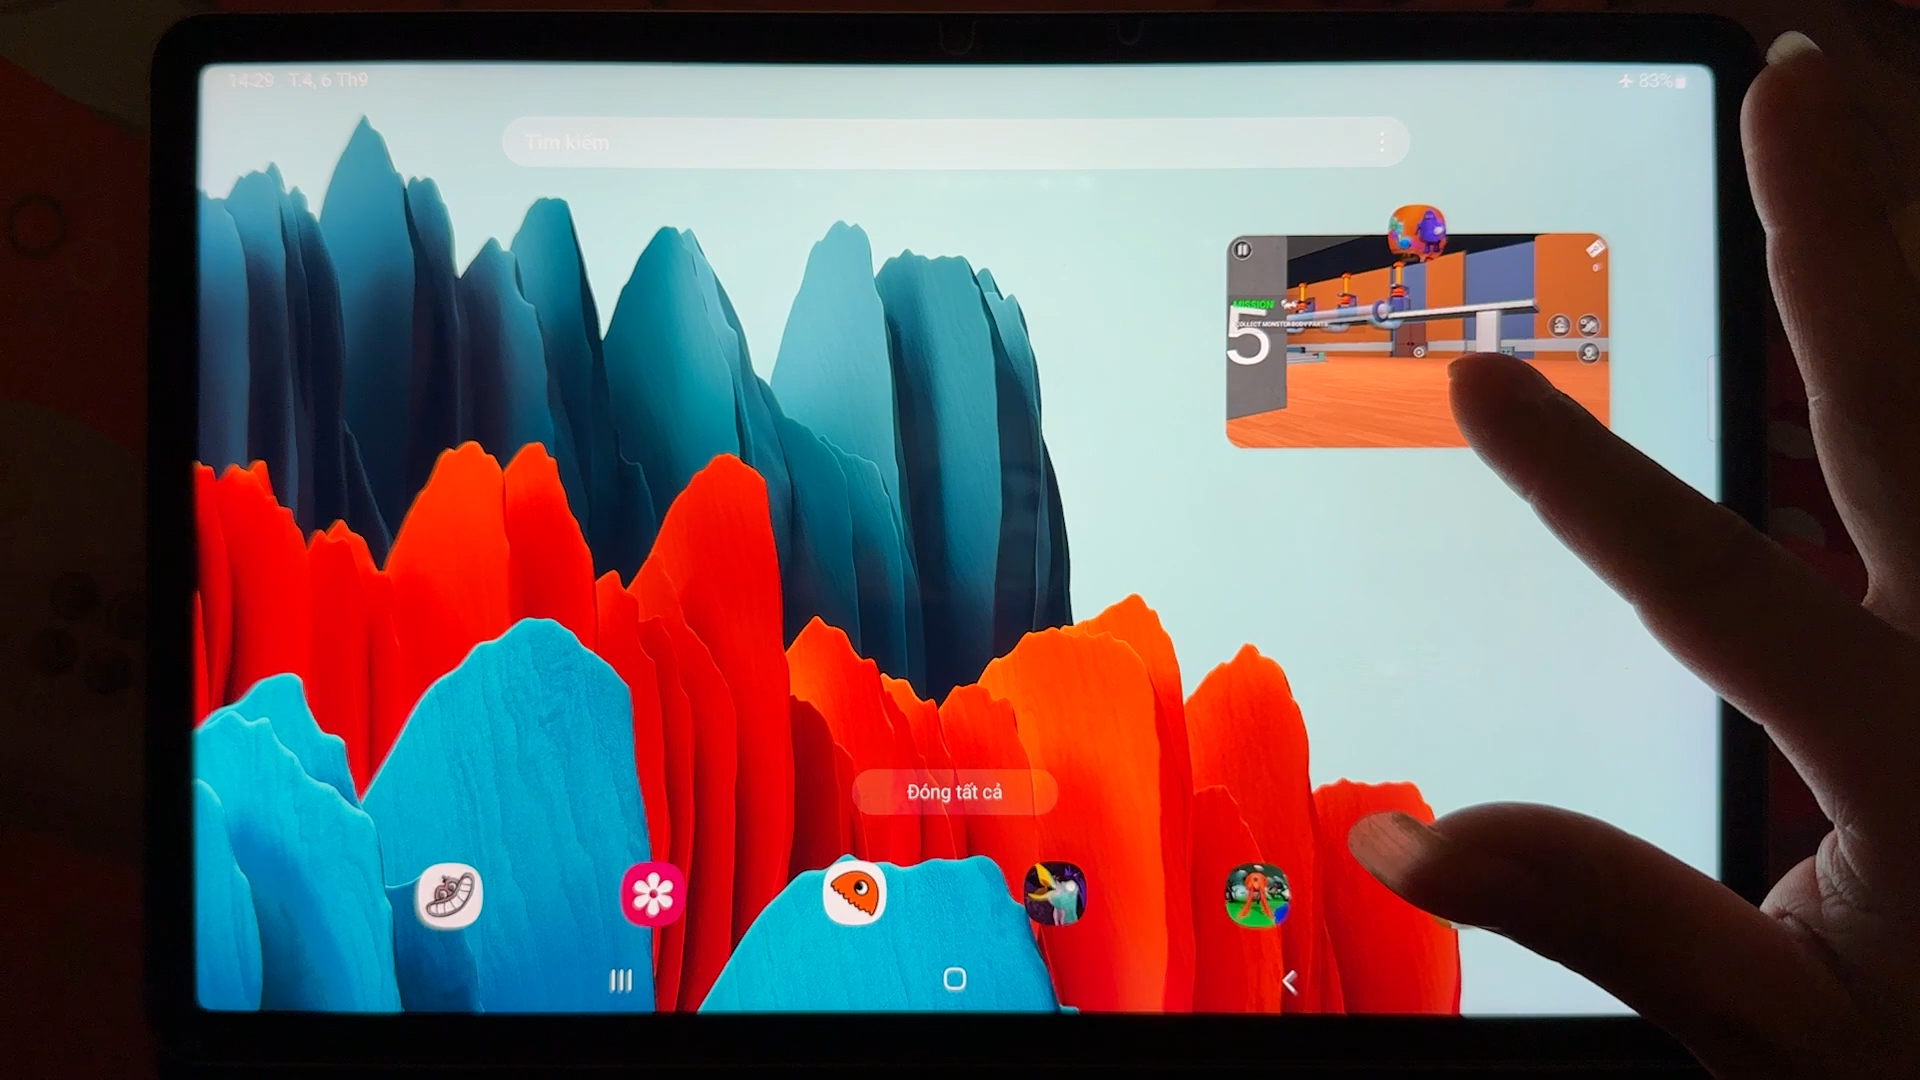 14:29 T.4, 6 Th9
83%
Tìm kiếm
MISSION
COLLECT MONSTER BODY PARTS
5
Đóng tất cả